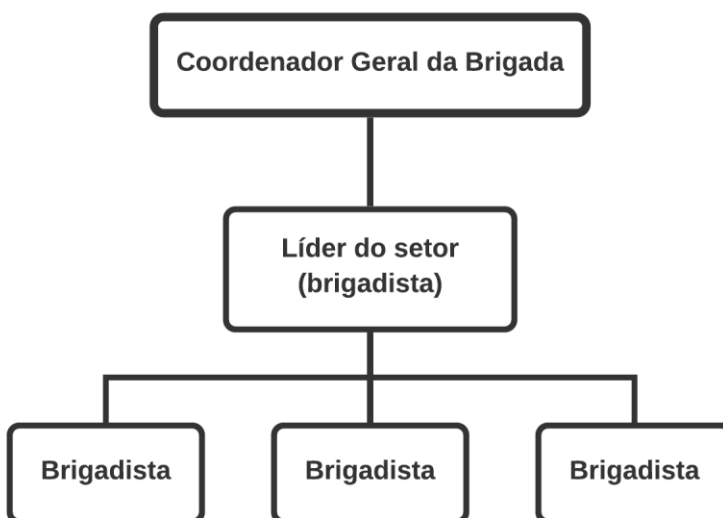 Coordenador Geral da Brigada
Líder do setor
(brigadista)
Brigadista
Brigadista
Brigadista